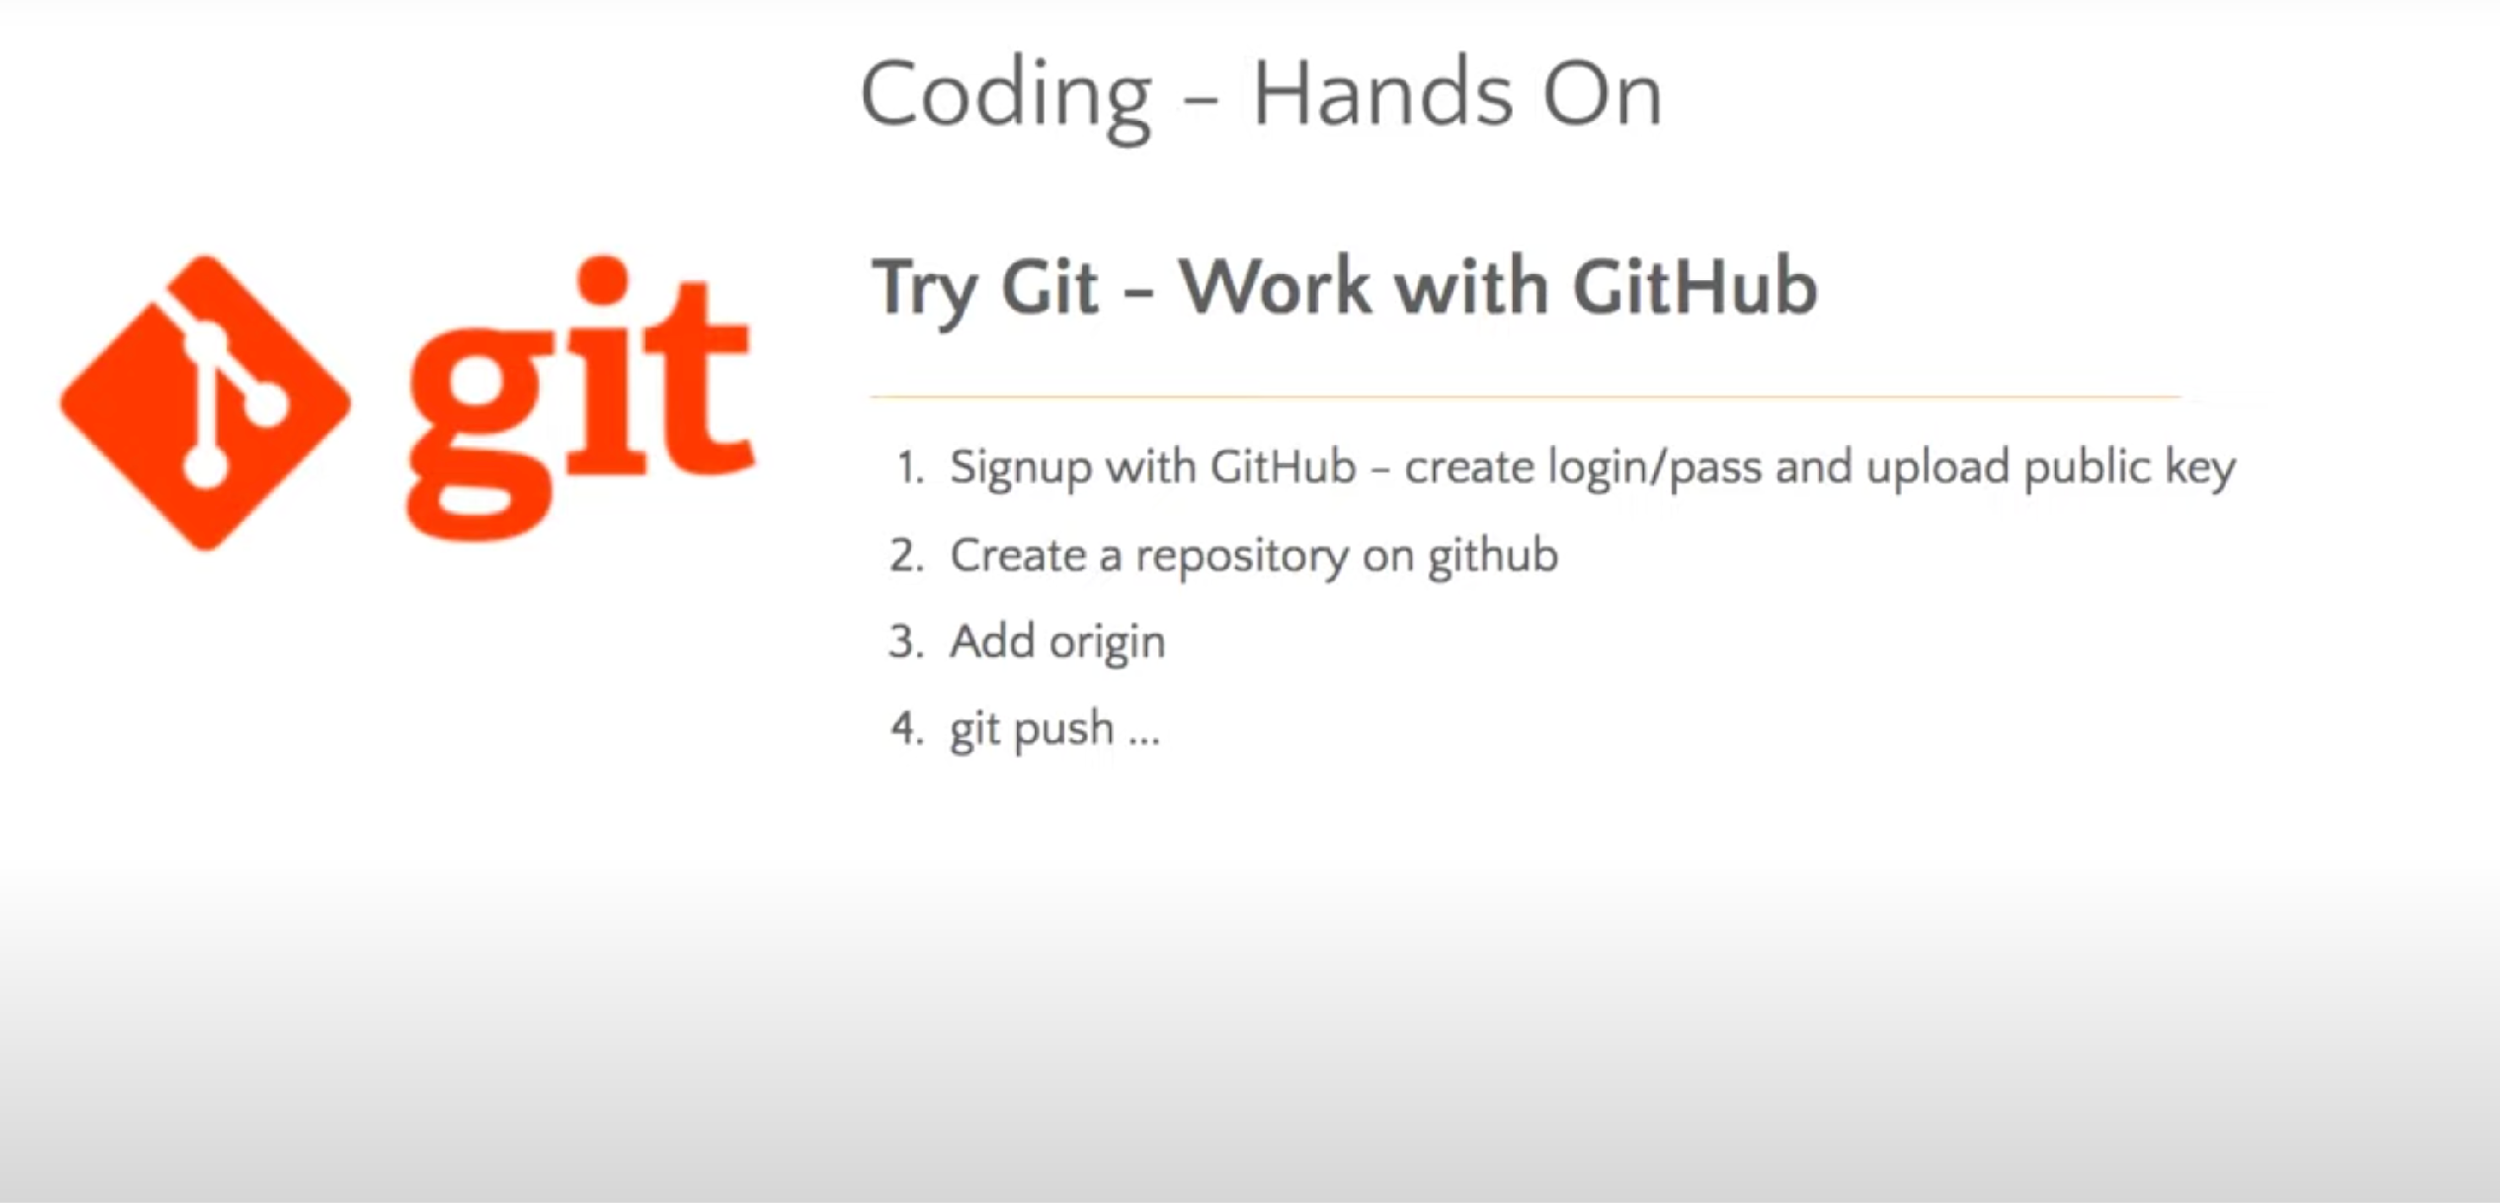 Coding – Hands On
git
Try Git – Work with GitHub
1. Signup with GitHub – create login/pass and upload public key
2. Create a repository on github
3. Add origin
4. git push ...